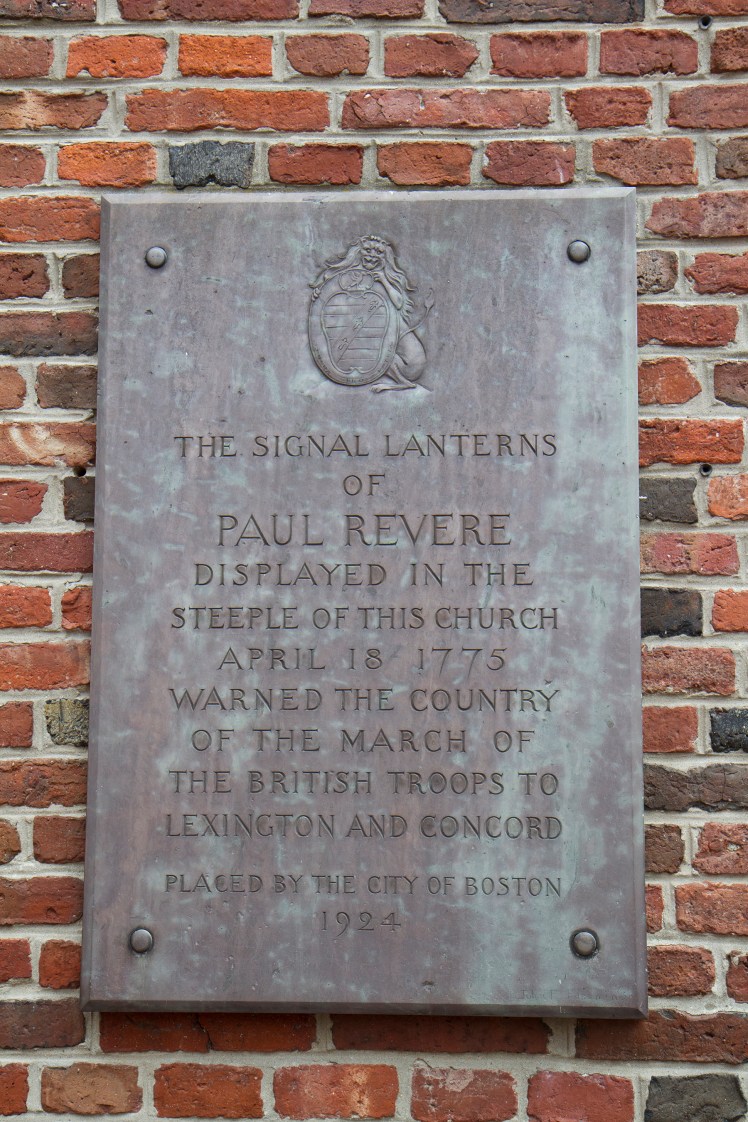 THE SIGNAL LANTERNS
OF
PAUL REVERE
DISPLAYED IN THE
STEEPLE OF THIS CHURCH
APRIL 18 1775
WARNED THE COUNTRY
OF THE MARCH OF
THE BRITISH TROOPS TO
LEXINGTON AND CONCORD
PLACED BY THE CITY OF BOSTON
1924